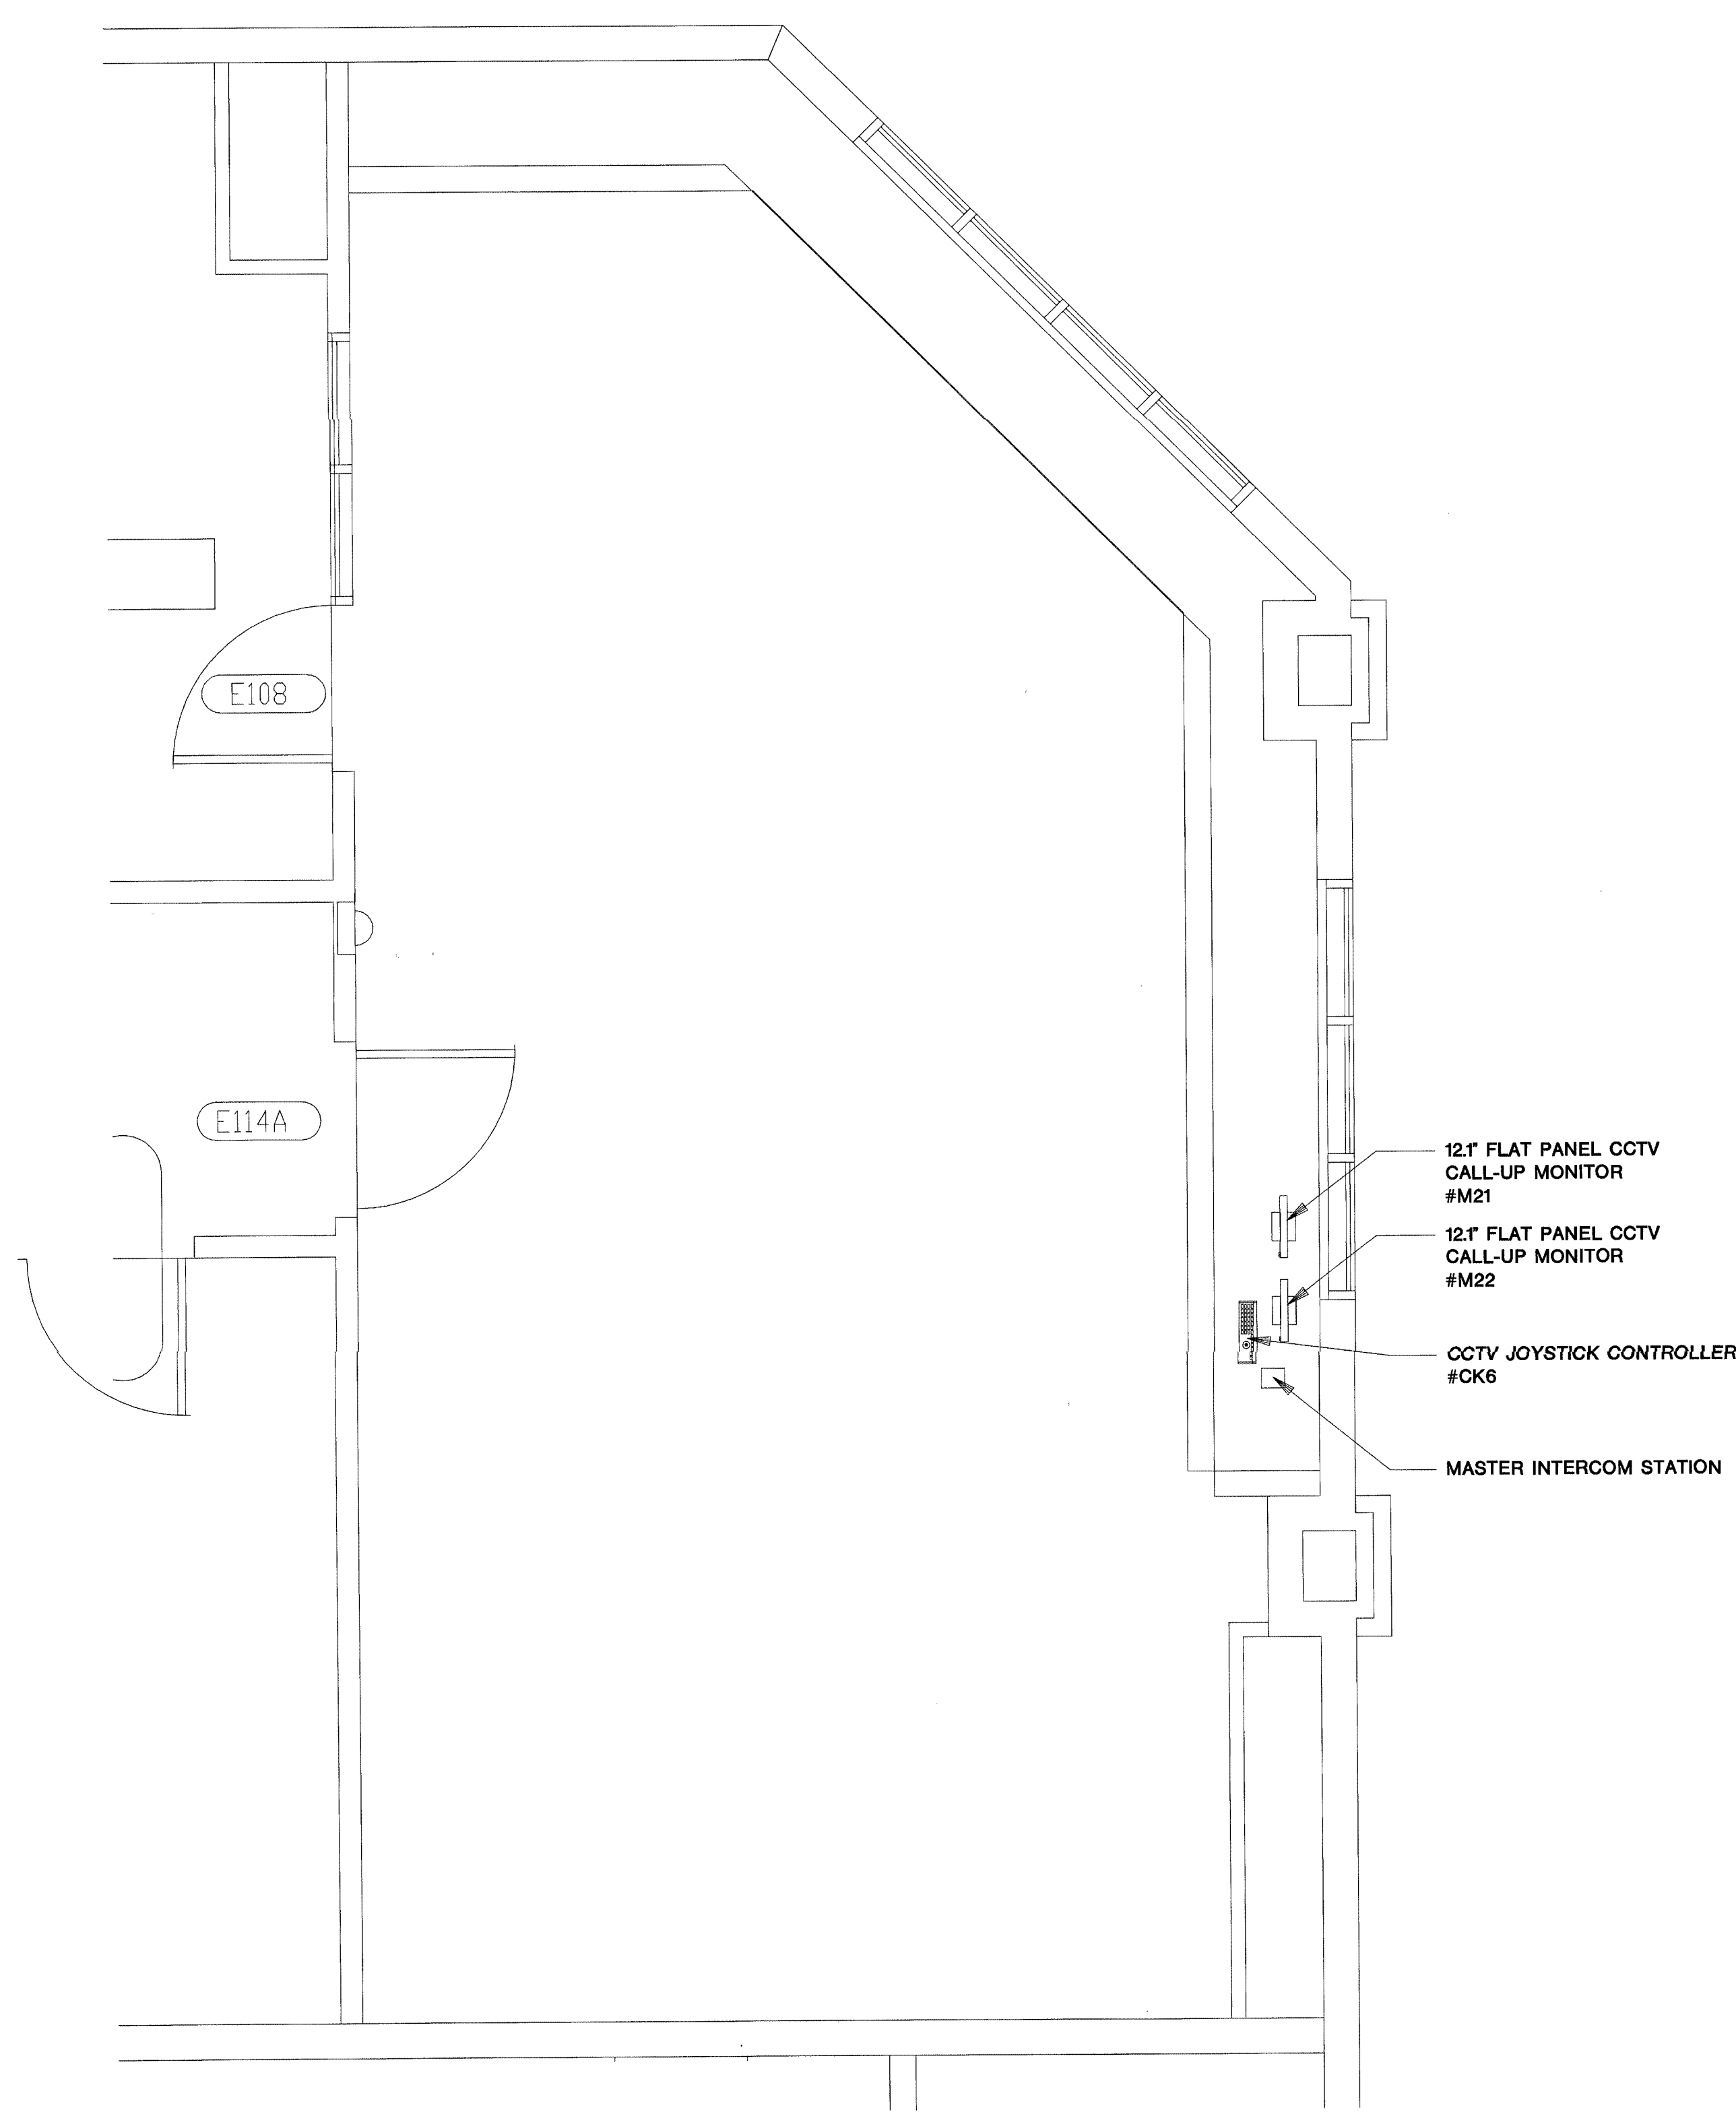 E108
E114A
12.1" FLAT PANEL CCTV
CALL-UP MONITOR
#M21
12.1" FLAT PANEL CCTV
CALL-UP MONITOR
#M22
CCTV JOYSTICK CONTROLLER
#CK6
MASTER INTERCOM STATION